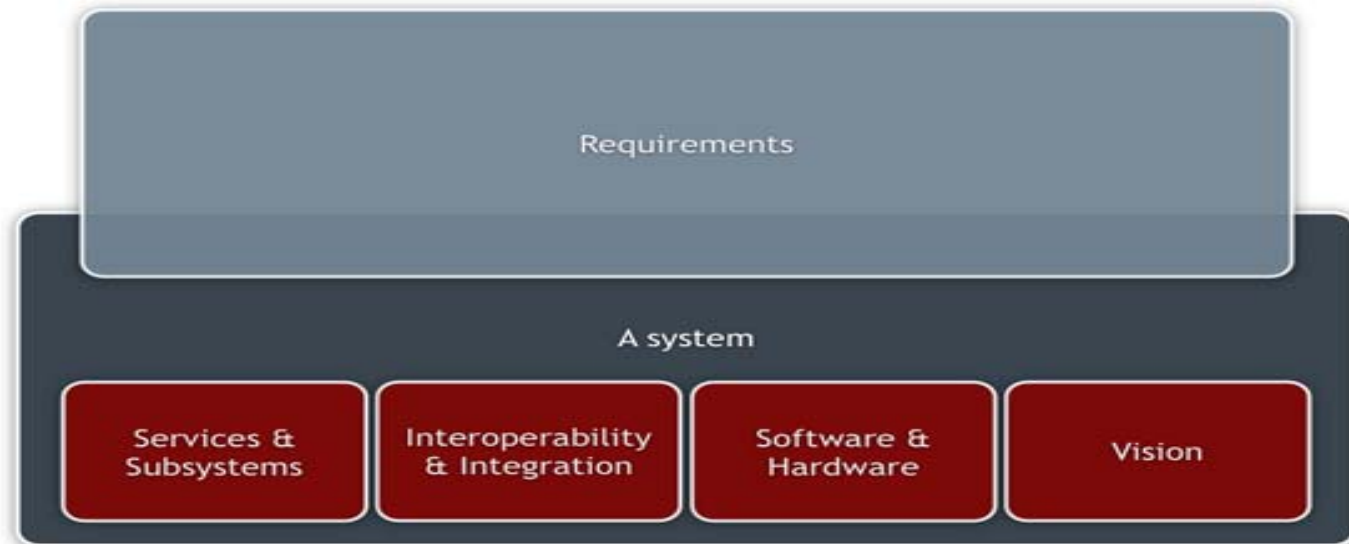 Requirements
A system
Services &
Subsystems
Interoperability
& Integration
Software &
Hardware
Vision